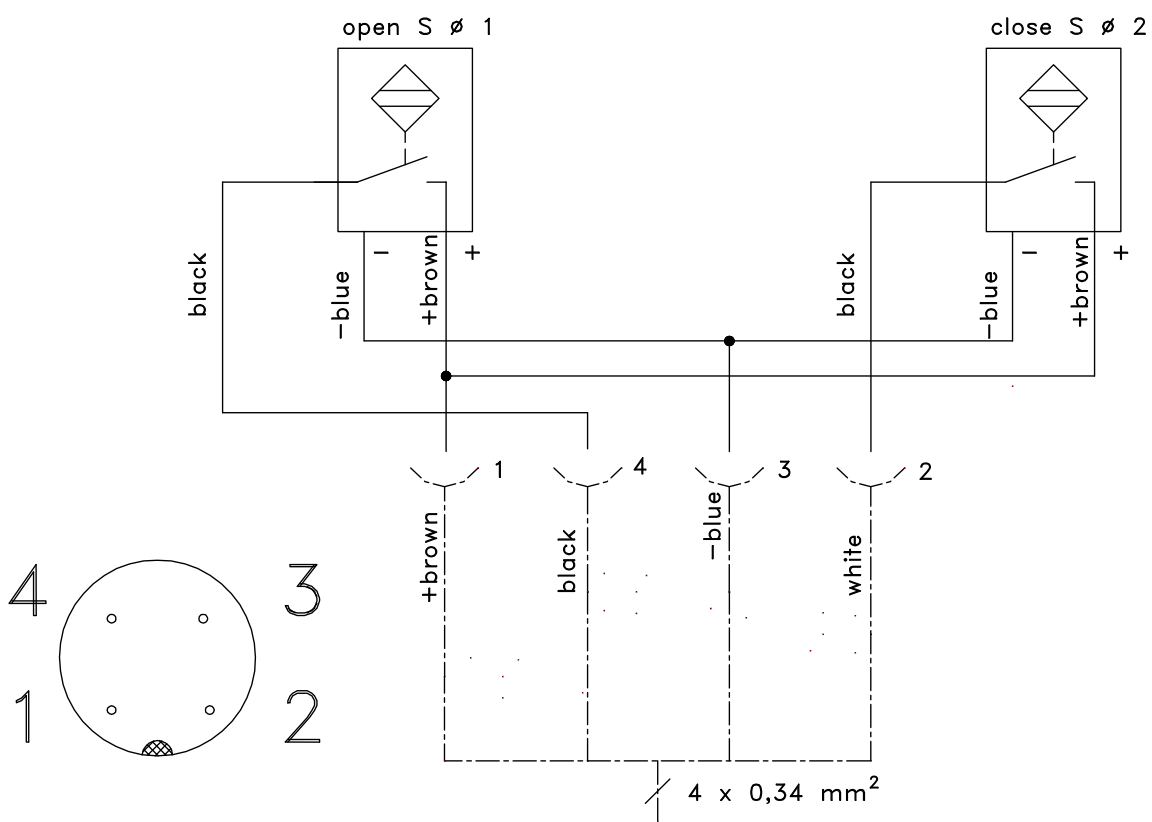 open S ø 1
close S ø 2
− + − +
black
−blue
+brown
black
−blue
+brown
1 4 3 2
+brown
black
−blue
white
4 3
1 2
4 x 0,34 mm²